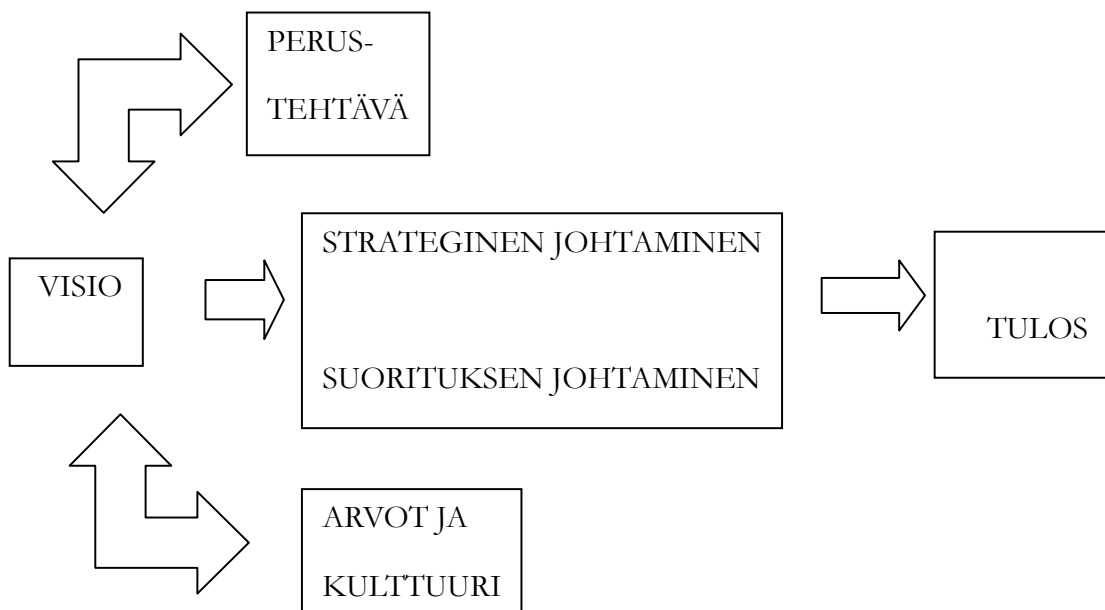 PERUS-
TEHTÄVÄ
STRATEGINEN JOHTAMINEN
VISIO
TULOS
SUORITUKSEN JOHTAMINEN
ARVOT JA
KULTTUURI